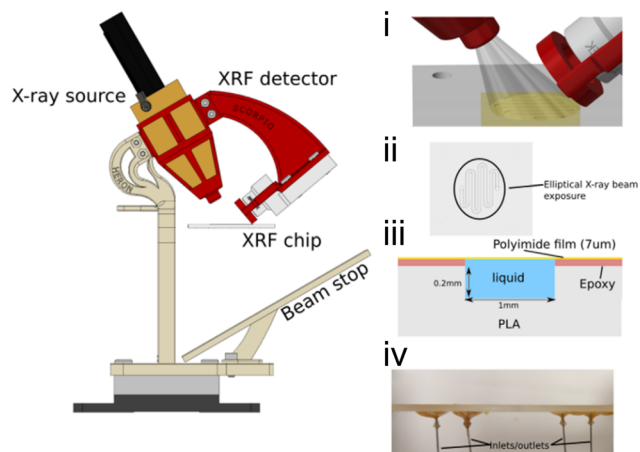 X-ray source
XRF detector
SCORPIO
HERON
XRF chip
Beam stop
i
ii
Elliptical X-ray beam
exposure
iii
Polyimide film (7um)
liquid
Epoxy
0.2mm
1mm
PLA
iv
Inlets/outlets